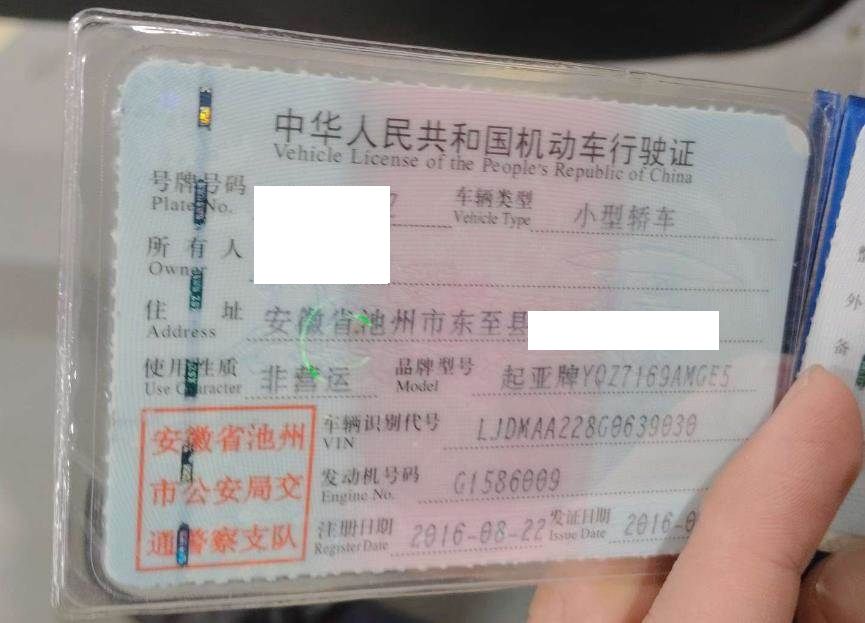 中华人民共和国机动车行驶证
Vehicle License of the People's Republic of China
号牌号码 Z 车辆类型 小型轿车
Plate No. Vehicle Type
所有人
Owner
住址 安徽省池州市东至县
Address
使用性质 非营运 品牌型号 起亚牌YQZ7169AMGE5
Use Character Model
安徽省池州
市公安局交
通警察支队
车辆识别代号 LJDMAA228G0639030
VIN
发动机号码 G1586009
Engine No.
注册日期 2016-08-22 发证日期 2016-0
Register Date Issue Date
外
备